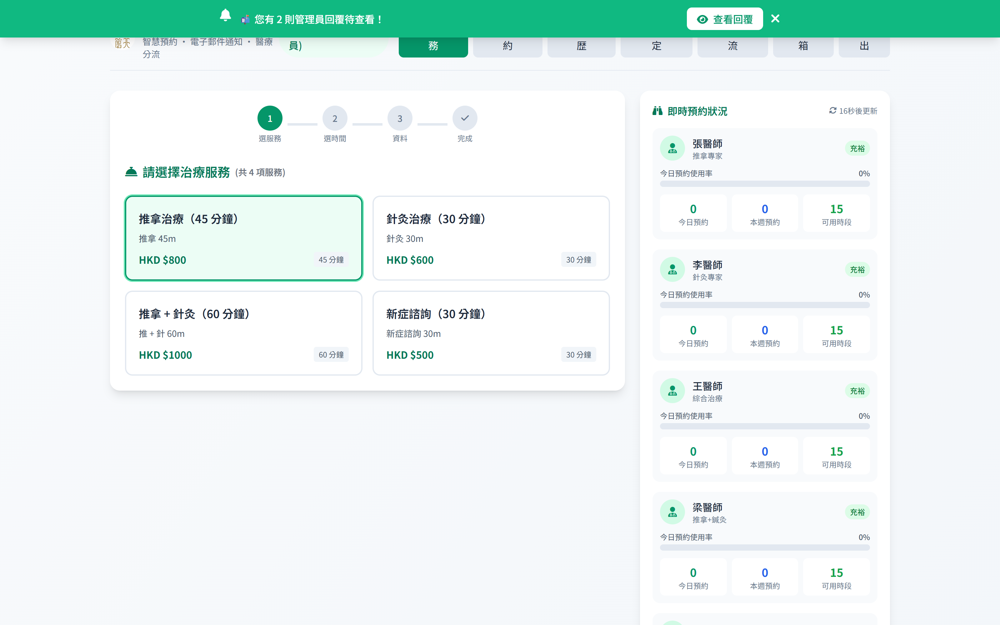 📬 您有 2 則管理員回覆待查看！
查看回覆
智慧預約 • 電子郵件通知 • 醫療
分流
員)
務
約
歷
定
流
箱
出
1
選服務
2
選時間
3
資料
完成
請選擇治療服務 (共 4 項服務)
推拿治療（45 分鐘）
推拿 45m
HKD $800
45 分鐘
針灸治療（30 分鐘）
針灸 30m
HKD $600
30 分鐘
推拿 + 針灸（60 分鐘）
推 + 針 60m
HKD $1000
60 分鐘
新症諮詢（30 分鐘）
新症諮詢 30m
HKD $500
30 分鐘
即時預約狀況
16秒後更新
張醫師
推拿專家
充裕
今日預約使用率
0%
0
今日預約
0
本週預約
15
可用時段
李醫師
針灸專家
充裕
今日預約使用率
0%
0
今日預約
0
本週預約
15
可用時段
王醫師
綜合治療
充裕
今日預約使用率
0%
0
今日預約
0
本週預約
15
可用時段
梁醫師
推拿+鍼灸
充裕
今日預約使用率
0%
0
今日預約
0
本週預約
15
可用時段